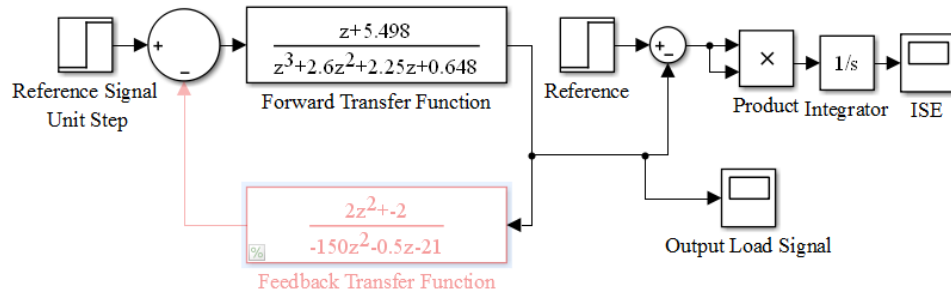 +
−
z+5.498
z³+2.6z²+2.25z+0.648
Forward Transfer Function
Reference Signal
Unit Step
Reference
+
−
×
Product
1/s
Integrator
ISE
Output Load Signal
2z²+-2
-150z²-0.5z-21
%
Feedback Transfer Function